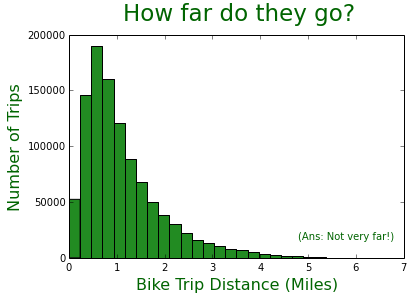 How far do they go?
Number of Trips
200000
150000
100000
50000
0
(Ans: Not very far!)
0 1 2 3 4 5 6 7
Bike Trip Distance (Miles)